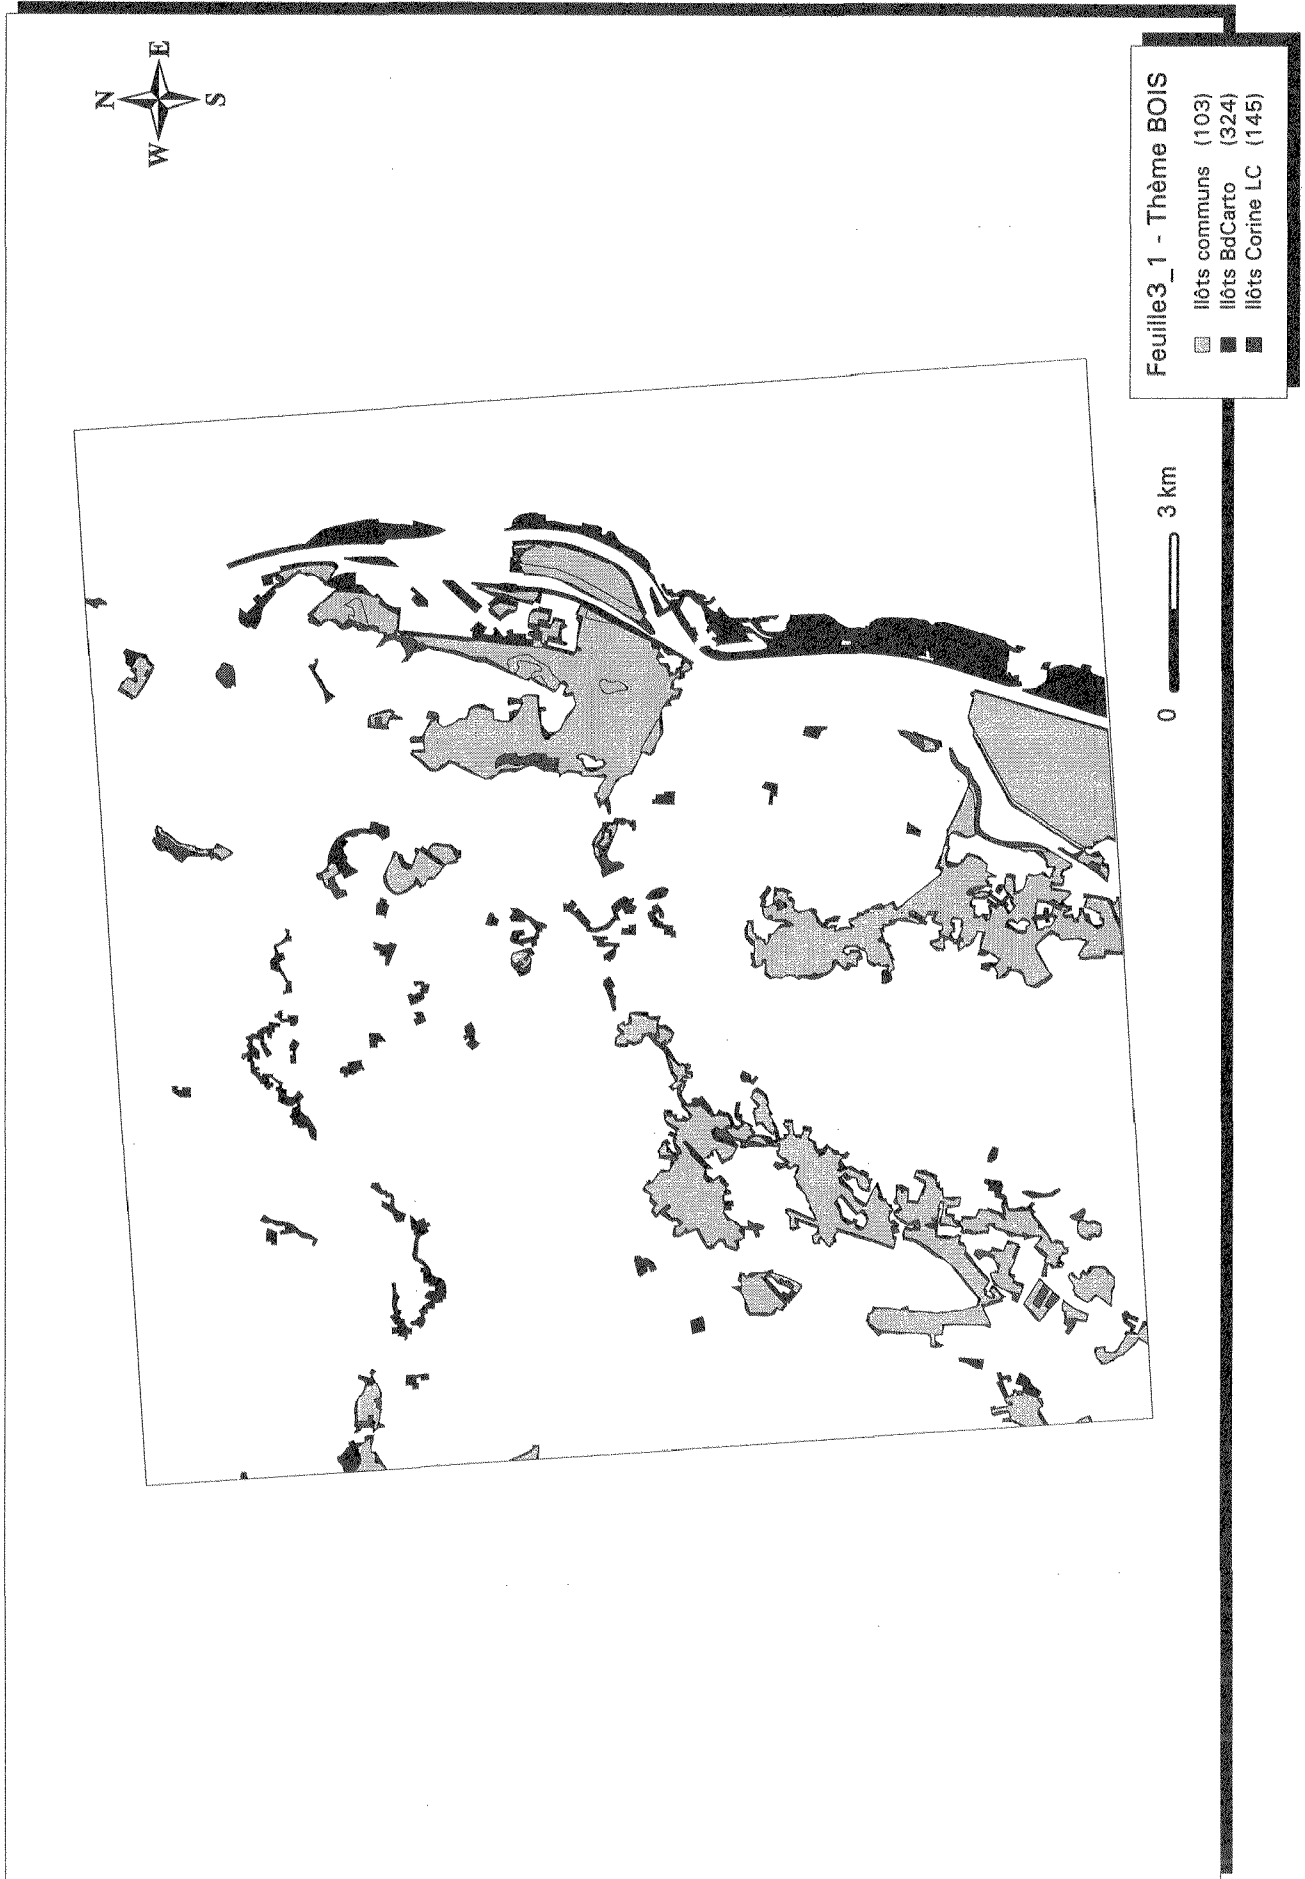 N
W E
S
Feuille3_1 - Thème BOIS
Ilôts communs (103)
Ilôts BdCarto (324)
Ilôts Corine LC (145)
0 3 km